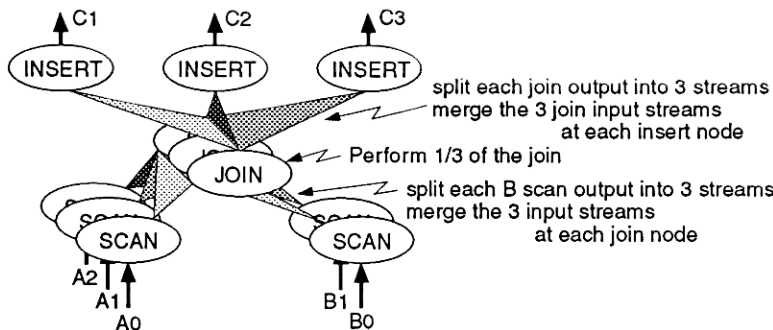 C1
C2
C3
INSERT
INSERT
INSERT
split each join output into 3 streams
merge the 3 join input streams
at each insert node
JOIN
Perform 1/3 of the join
split each B scan output into 3 streams
merge the 3 input streams
at each join node
SCAN
SCAN
A2
A1
A0
B1
B0